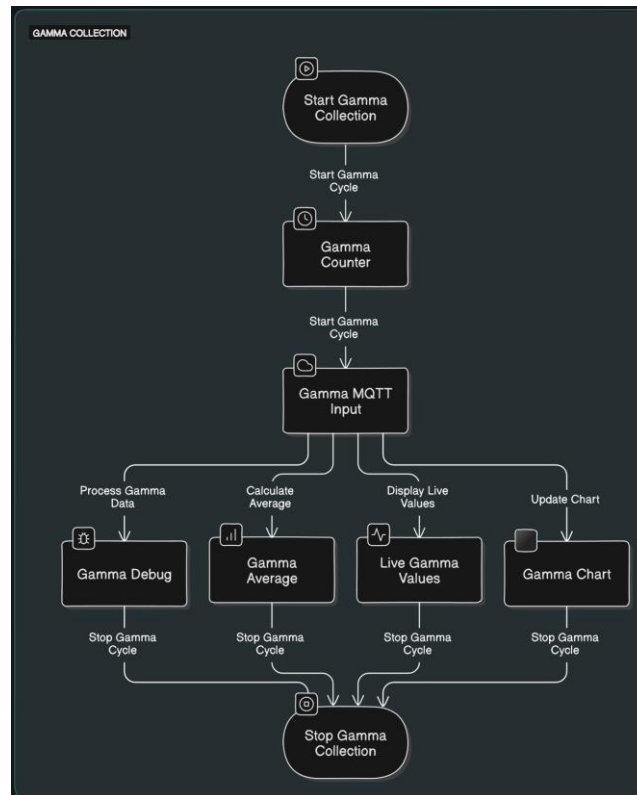 GAMMA COLLECTION
Start Gamma
Collection
Start Gamma
Cycle
Gamma
Counter
Start Gamma
Cycle
Gamma MQTT
Input
Process Gamma
Data
Calculate
Average
Display Live
Values
Update Chart
Gamma Debug
Gamma
Average
Live Gamma
Values
Gamma Chart
Stop Gamma
Cycle
Stop Gamma
Cycle
Stop Gamma
Cycle
Stop Gamma
Cycle
Stop Gamma
Collection